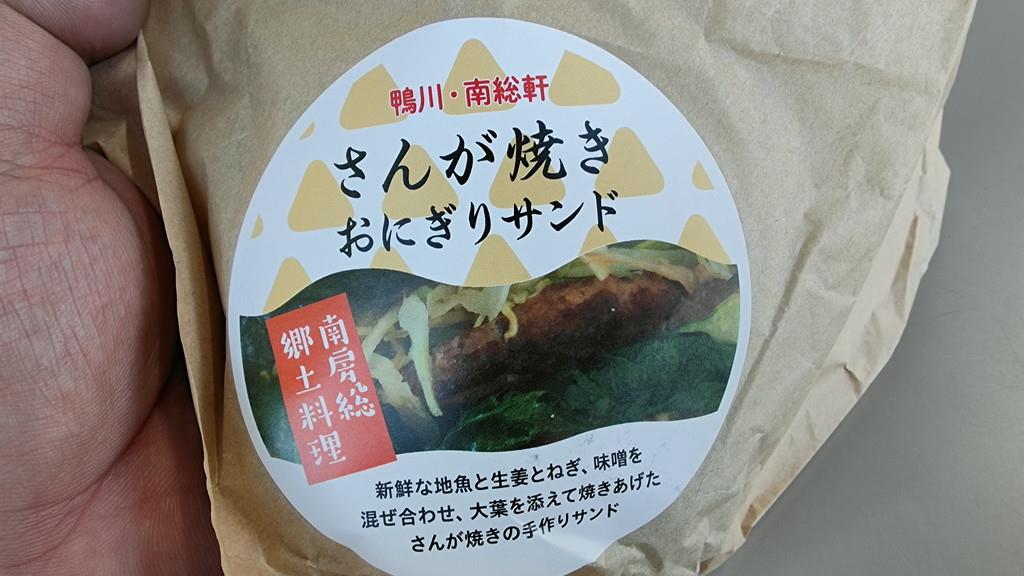 鴨川・南総軒
さんが焼き
おにぎりサンド
南房総
郷土料理
新鮮な地魚と生姜とねぎ、味噌を
混ぜ合わせ、大葉を添えて焼きあげた
さんが焼きの手作りサンド